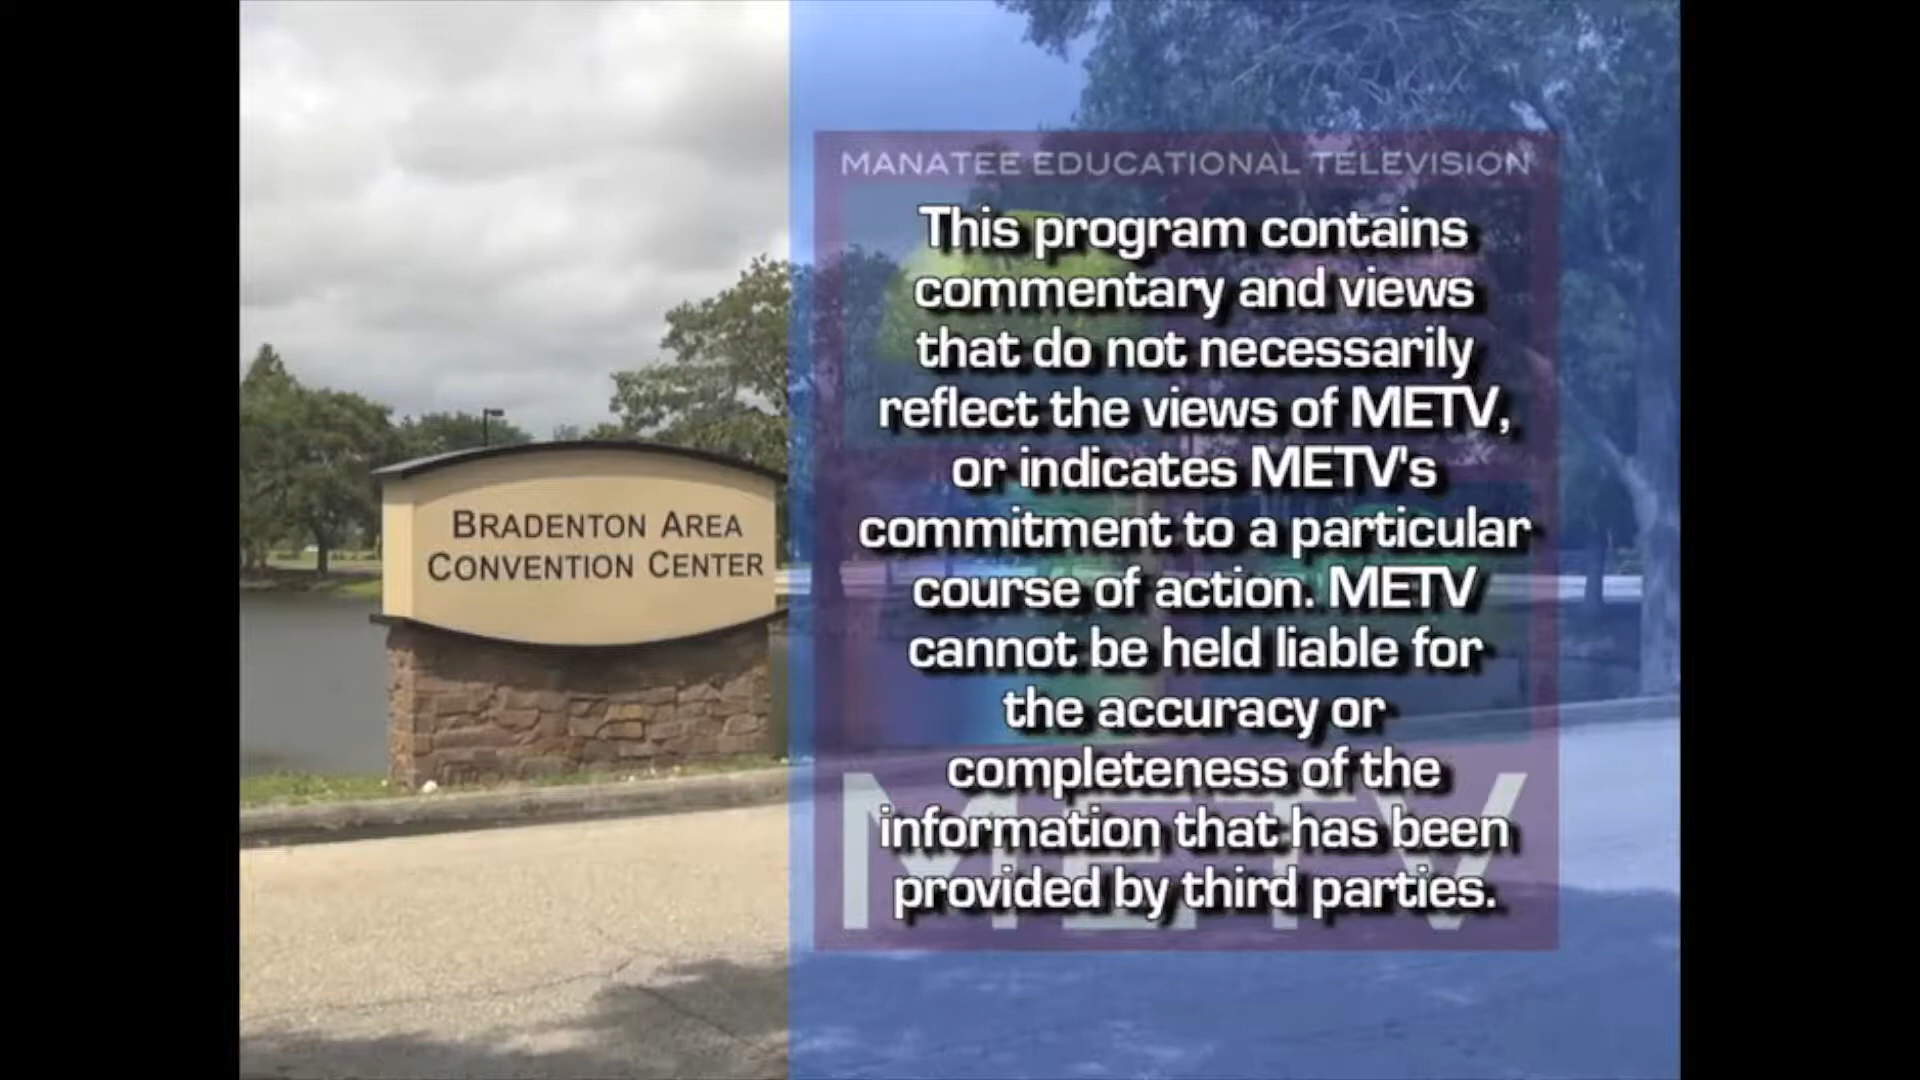 BRADENTON AREA
CONVENTION CENTER
MANATEE EDUCATIONAL TELEVISION
This program contains
commentary and views
that do not necessarily
reflect the views of METV,
or indicates METV's
commitment to a particular
course of action. METV
cannot be held liable for
the accuracy or
completeness of the
information that has been
provided by third parties.
METV